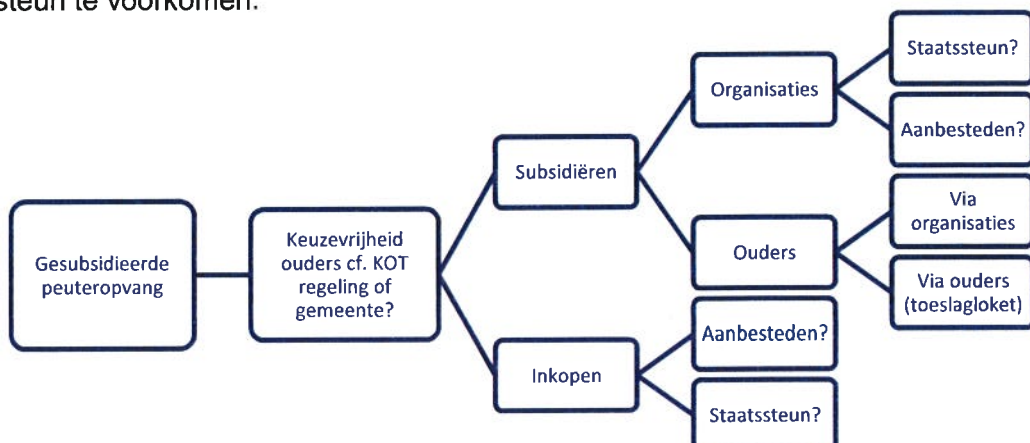 steun te voorkomen.
Gesubsidieerde
peuteropvang
Keuzevrijheid
ouders cf. KOT
regeling of
gemeente?
Subsidiëren
Inkopen
Organisaties
Ouders
Aanbesteden?
Staatssteun?
Staatssteun?
Aanbesteden?
Via
organisaties
Via ouders
(toeslagloket)